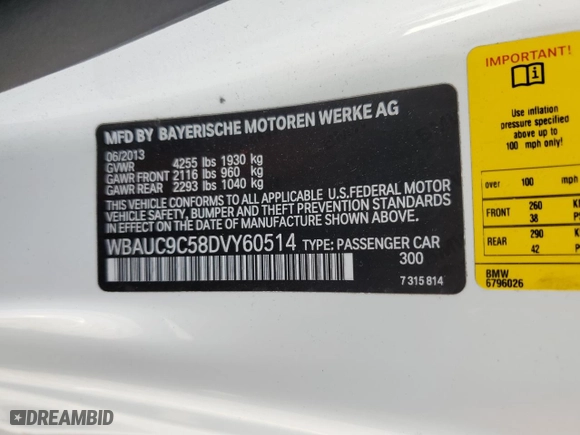 MFD BY BAYERISCHE MOTOREN WERKE AG
06/2013
GVWR 4255 lbs 1930 kg
GAWR FRONT 2116 lbs 960 kg
GAWR REAR 2293 lbs 1040 kg
THIS VEHICLE CONFORMS TO ALL APPLICABLE U.S.FEDERAL MOTOR
VEHICLE SAFETY, BUMPER AND THEFT PREVENTION STANDARDS
IN EFFECT ON THE DATE OF MANUFACTURE SHOWN ABOVE.
WBAUC9C58DVY60514 TYPE: PASSENGER CAR
300
7 315 814
IMPORTANT!
Use inflation
pressure specified
above up to
100 mph only!
over 100 mph
FRONT 260
38
REAR 290
42
BMW
6796026
DREAMBID